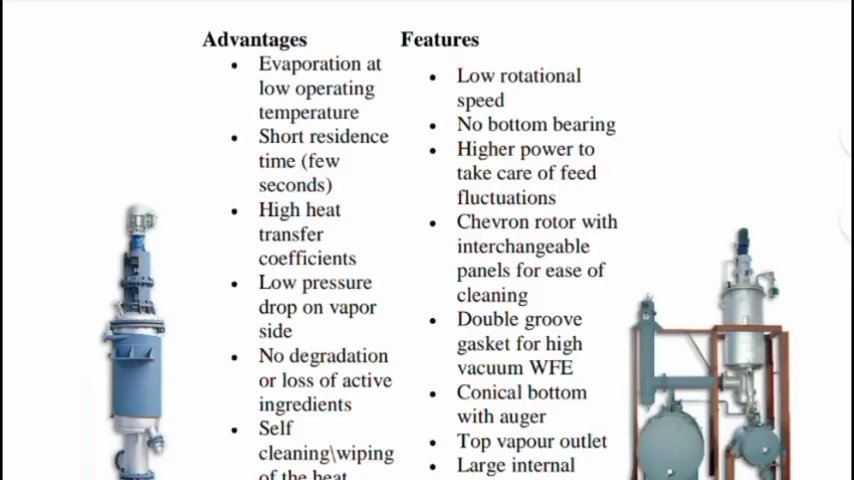 Advantages
Evaporation at
low operating
temperature
Short residence
time (few
seconds)
High heat
transfer
coefficients
Low pressure
drop on vapor
side
No degradation
or loss of active
ingredients
Self
cleaning\wiping
of the heat
Features
Low rotational
speed
No bottom bearing
Higher power to
take care of feed
fluctuations
Chevron rotor with
interchangeable
panels for ease of
cleaning
Double groove
gasket for high
vacuum WFE
Conical bottom
with auger
Top vapour outlet
Large internal